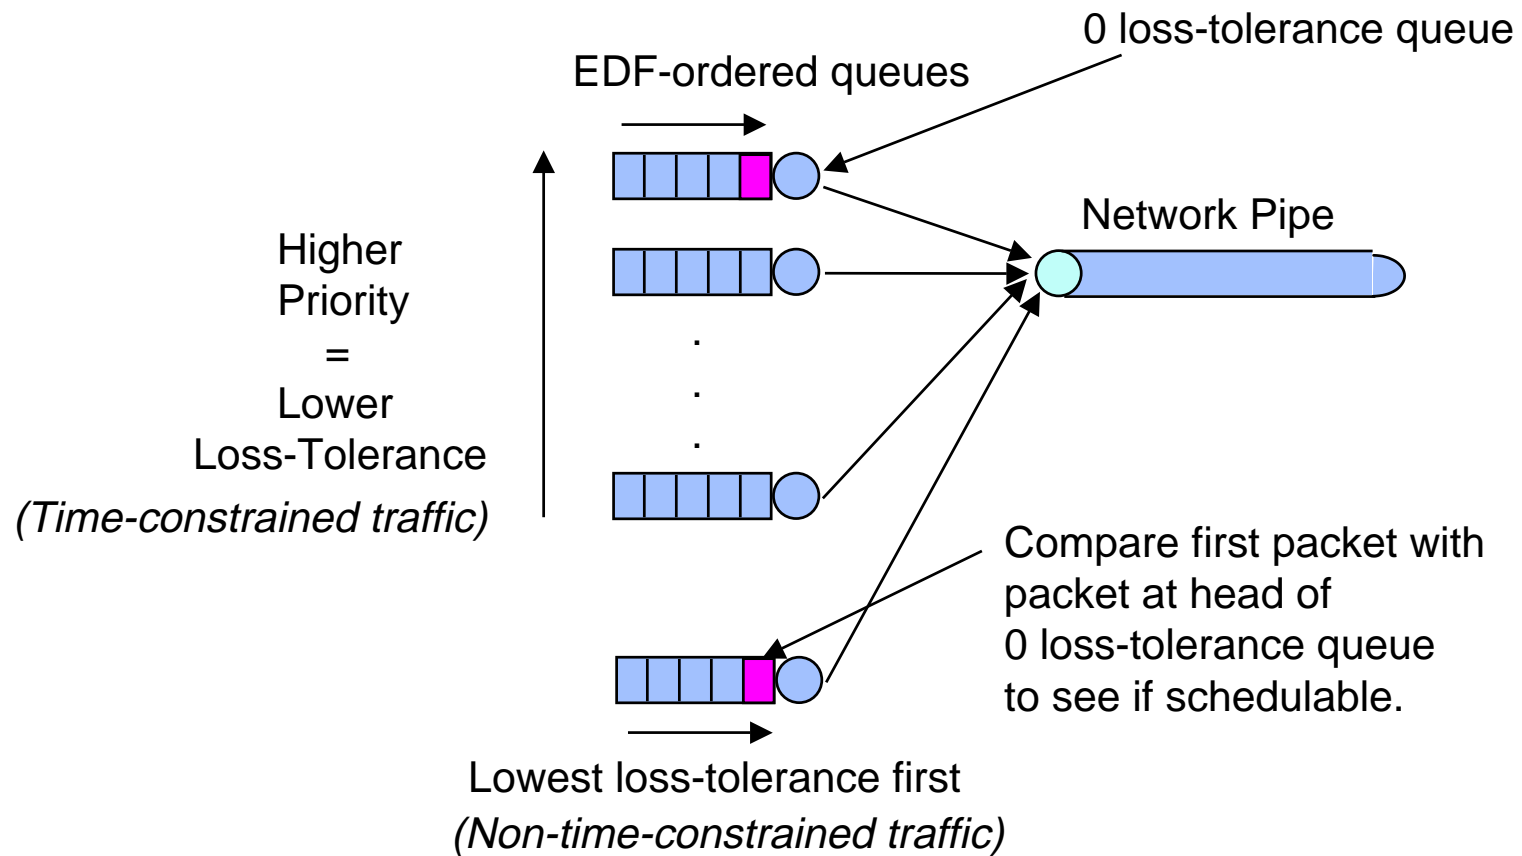 0 loss-tolerance queue
EDF-ordered queues
Network Pipe
Higher
Priority
=
Lower
Loss-Tolerance
(Time-constrained traffic)
.
.
.
Compare first packet with
packet at head of
0 loss-tolerance queue
to see if schedulable.
Lowest loss-tolerance first
(Non-time-constrained traffic)